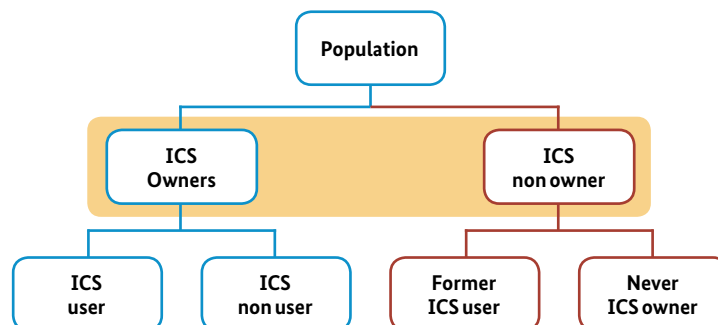 Population
ICS
Owners
ICS
non owner
ICS
user
ICS
non user
Former
ICS user
Never
ICS owner